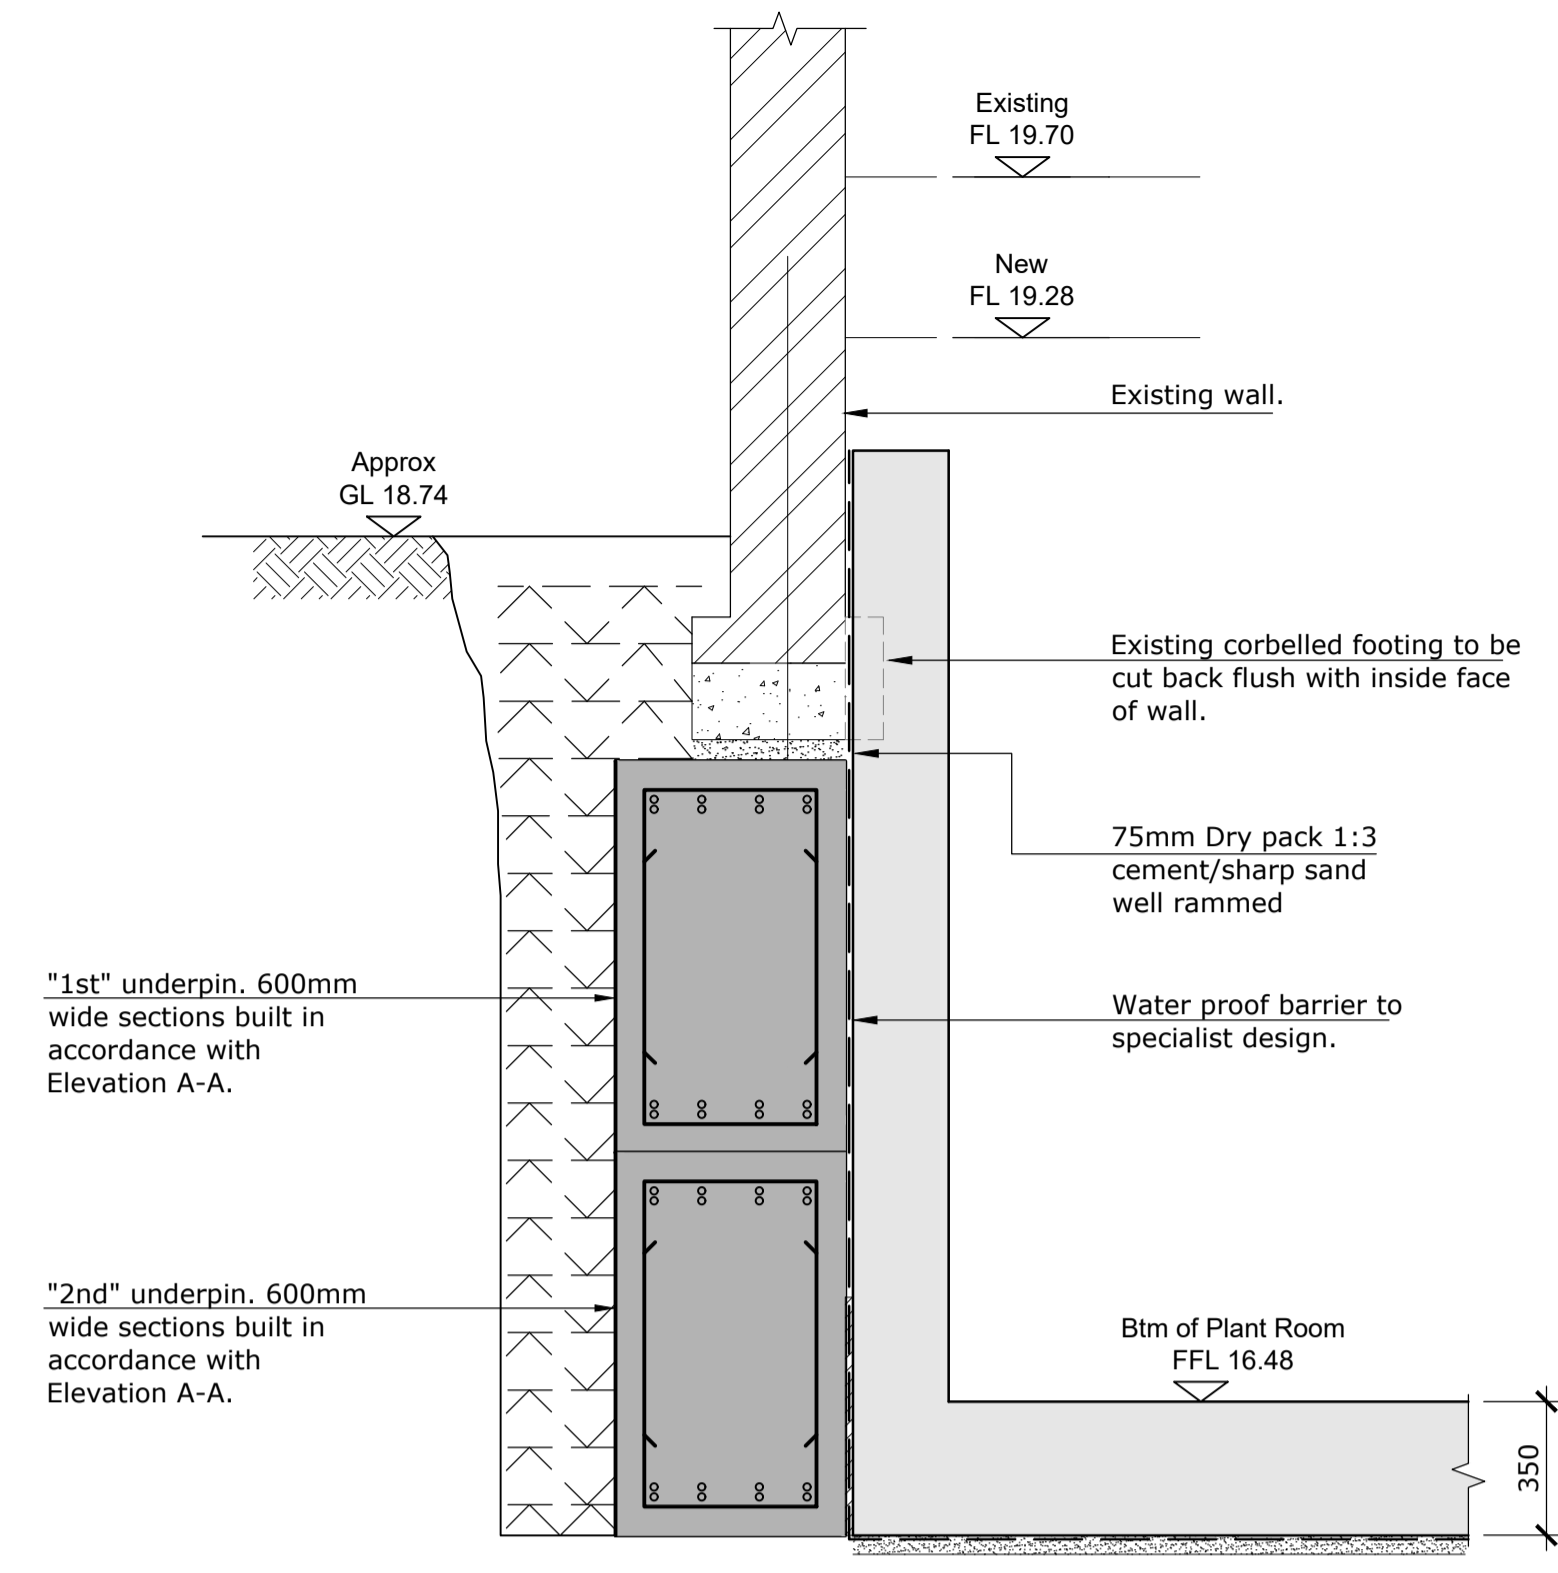 Existing
FL 19.70
New
FL 19.28
Existing wall.
Approx
GL 18.74
Existing corbelled footing to be
cut back flush with inside face
of wall.
75mm Dry pack 1:3
cement/sharp sand
well rammed
"1st" underpin. 600mm
wide sections built in
accordance with
Elevation A-A.
Water proof barrier to
specialist design.
"2nd" underpin. 600mm
wide sections built in
accordance with
Elevation A-A.
Btm of Plant Room
FFL 16.48
350